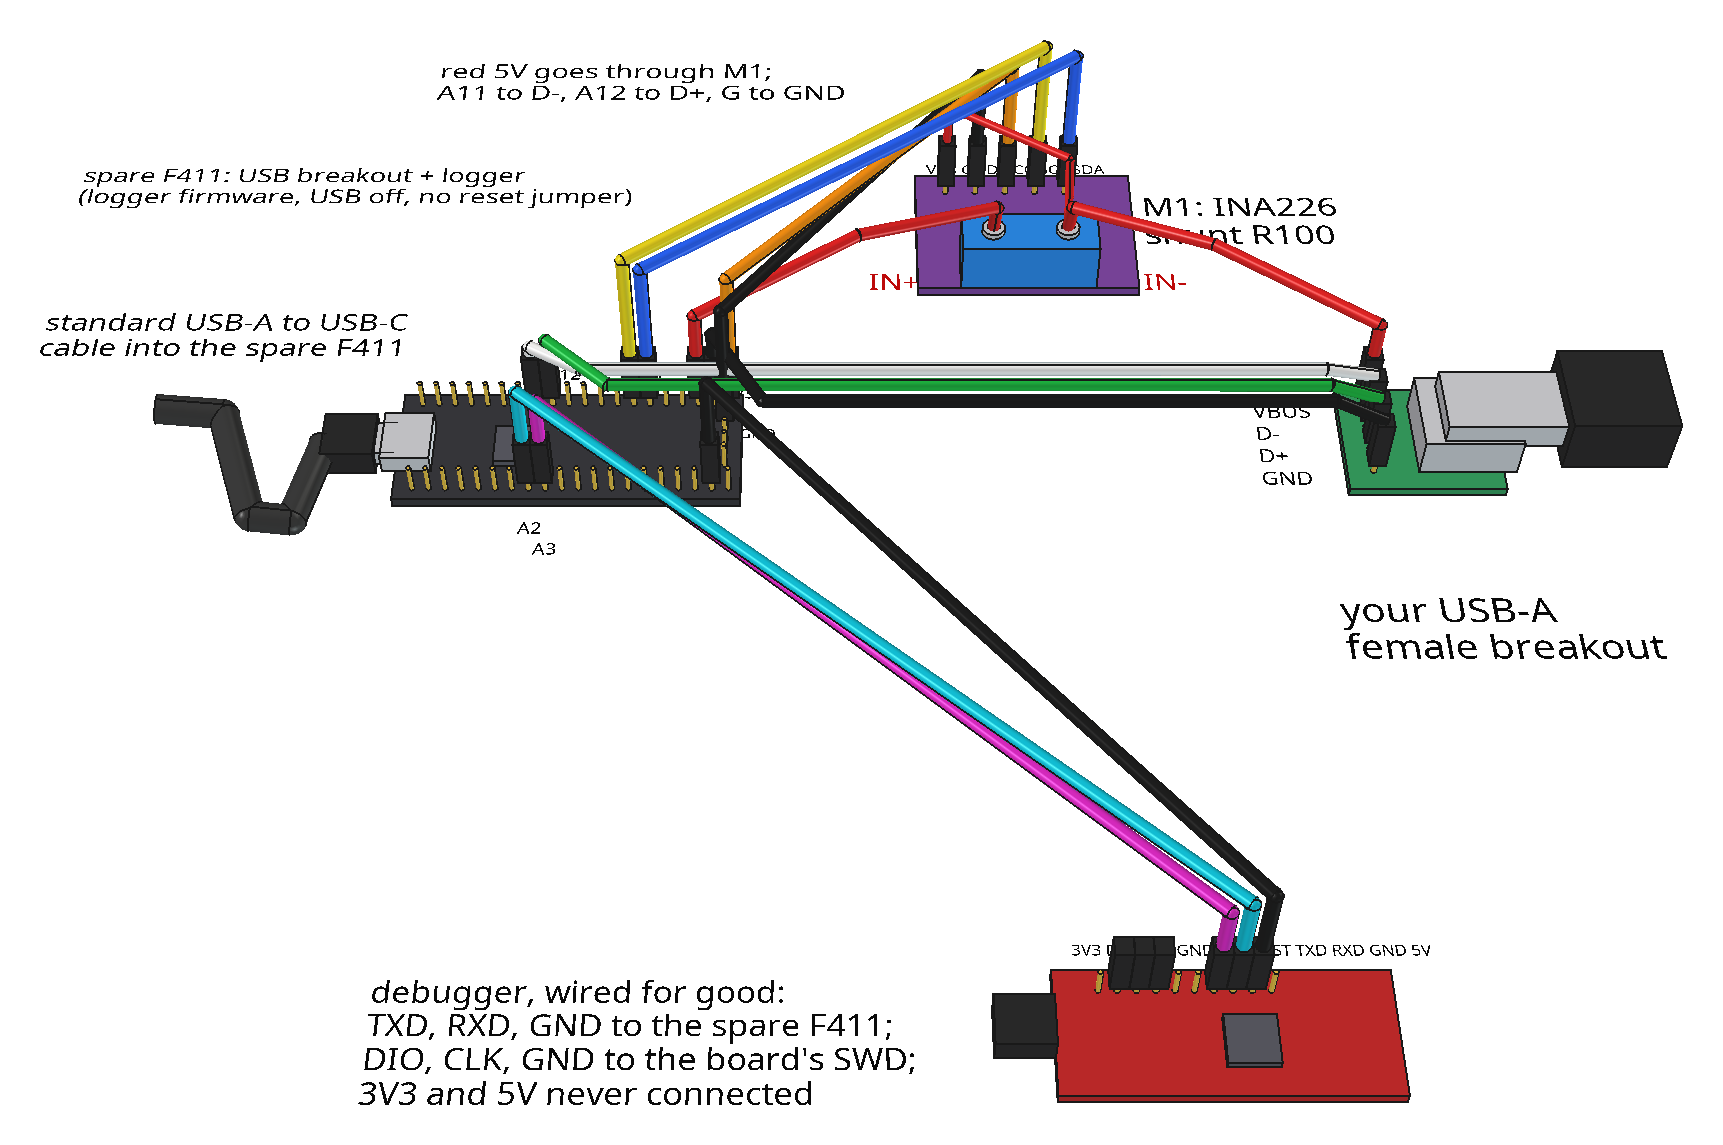 red 5V goes through M1;
A11 to D-, A12 to D+, G to GND
spare F411: USB breakout + logger
(logger firmware, USB off, no reset jumper)
M1: INA226
shunt R100
IN+
IN-
standard USB-A to USB-C
cable into the spare F411
VBUS
D-
D+
GND
A2
A3
your USB-A
female breakout
3V3 GND TXD RXD GND 5V
debugger, wired for good:
TXD, RXD, GND to the spare F411;
DIO, CLK, GND to the board's SWD;
3V3 and 5V never connected